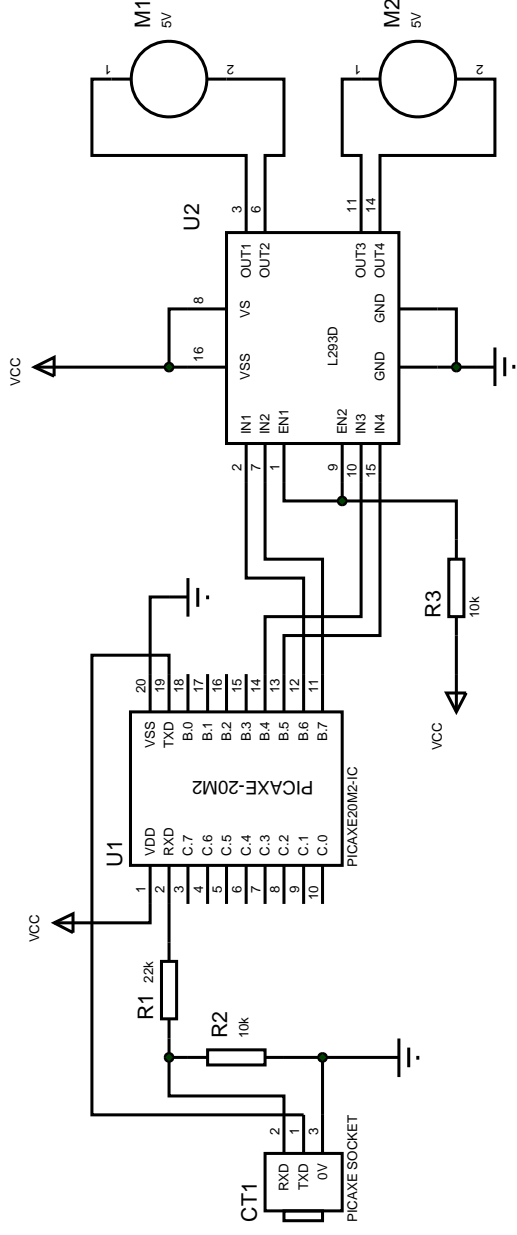 M1
5V
1
2
M2
5V
1
2
VCC
U2
3
6
11
14
OUT1
OUT2
OUT3
OUT4
8
VS
16
VSS
GND
GND
L293D
IN1
IN2
EN1
EN2
IN3
IN4
2
7
1
9
10
15
R3
10k
VCC
20
19
18
17
16
15
14
13
12
11
VSS
TXD
B.0
B.1
B.2
B.3
B.4
B.5
B.6
B.7
PICAXE-20M2
PICAXE20M2-IC
U1
VDD
RXD
C.7
C.6
C.5
C.4
C.3
C.2
C.1
C.0
1
2
3
4
5
6
7
8
9
10
VCC
R1
22k
R2
10k
2
1
3
RXD
TXD
0V
CT1
PICAXE SOCKET